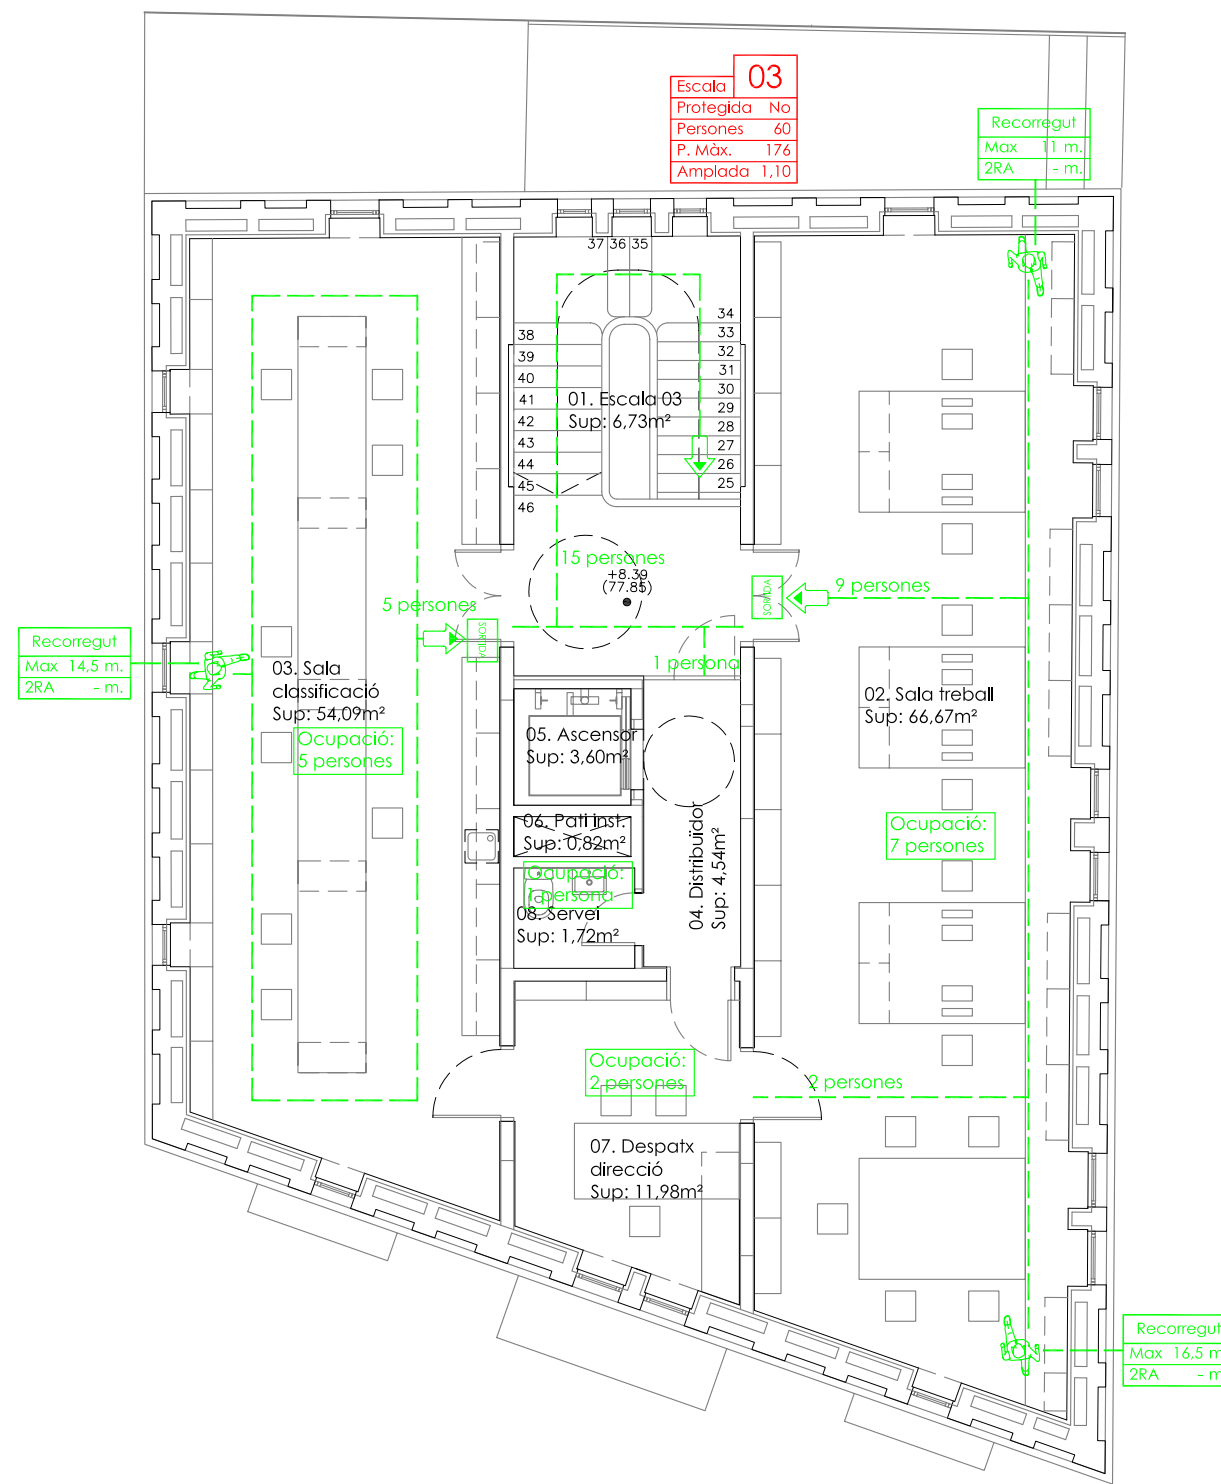 Escala 03
Protegida No
Persones 60
P. Màx. 176
Amplada 1,10
Recorregut
Max 11 m.
2RA - m.
37 36 35
34
33
32
31
30
29
28
27
26
25
38
39
40
41
42
43
44
45
46
01. Escala 03
Sup: 6,73m²
15 persones
+8.39
(77.85)
5 persones
SORTIDA
SORTIDA
9 persones
1 persona
Recorregut
Max 14,5 m.
2RA - m.
03. Sala
classificació
Sup: 54,09m²
Ocupació:
5 persones
02. Sala treball
Sup: 66,67m²
Ocupació:
7 persones
05. Ascensor
Sup: 3,60m²
06. Pati inst.
Sup: 0,82m²
Ocupació:
1 persona
08. Servei
Sup: 1,72m²
04. Distribuïdor
Sup: 4,54m²
Ocupació:
2 persones
2 persones
07. Despatx
direcció
Sup: 11,98m²
Recorregut
Max 16,5 m
2RA - m